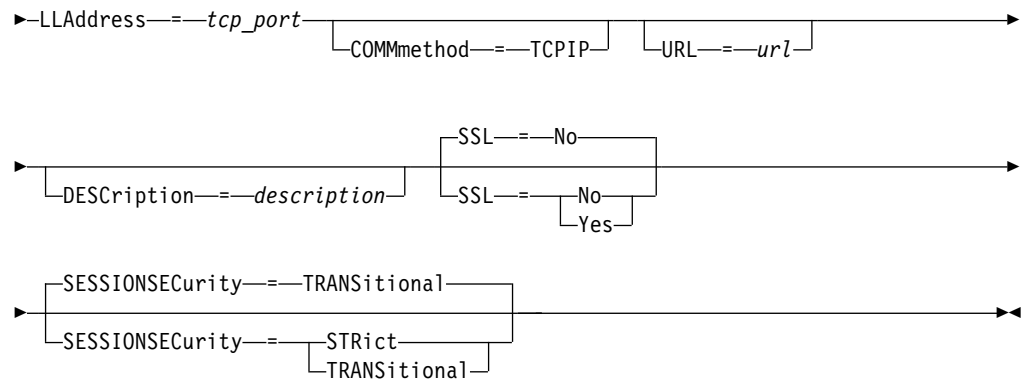 LLAddress = tcp_port
COMMmethod = TCPIP
URL = url
SSL = No
DESCription = description
SSL = No
Yes
SESSIONSECurity = TRANSitional
SESSIONSECurity = STRict
TRANSitional